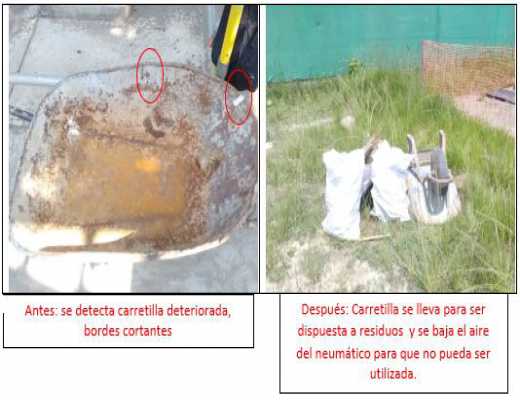 Antes: se detecta carretilla deteriorada,
bordes cortantes
Después: Carretilla se lleva para ser
dispuesta a residuos y se baja el aire
del neumático para que no pueda ser
utilizada.